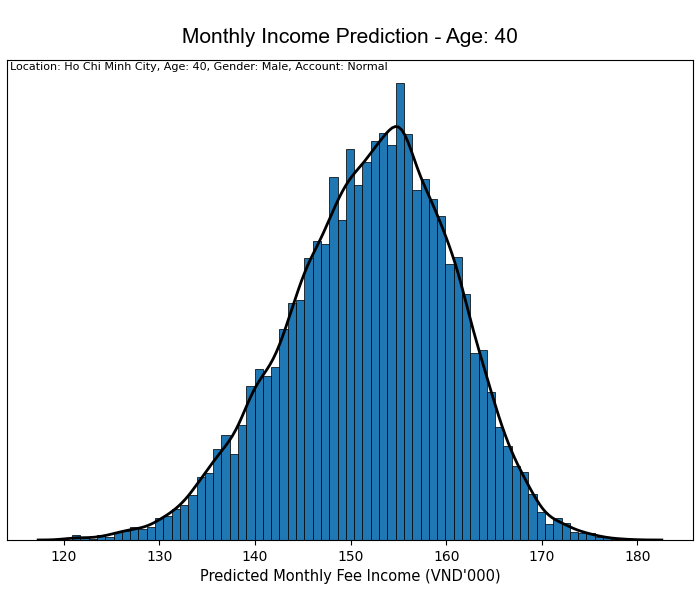 Monthly Income Prediction - Age: 40
Location: Ho Chi Minh City, Age: 40, Gender: Male, Account: Normal
120 130 140 150 160 170 180
Predicted Monthly Fee Income (VND'000)